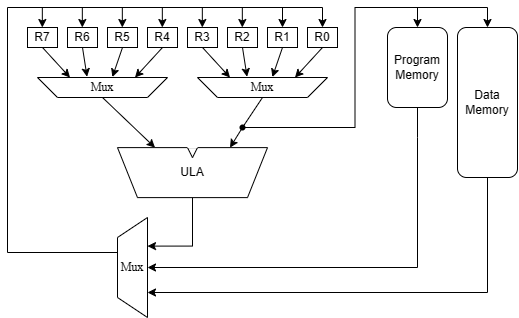 R7
R6
R5
R4
R3
R2
R1
R0
Mux
Mux
Program
Memory
Data
Memory
ULA
Mux